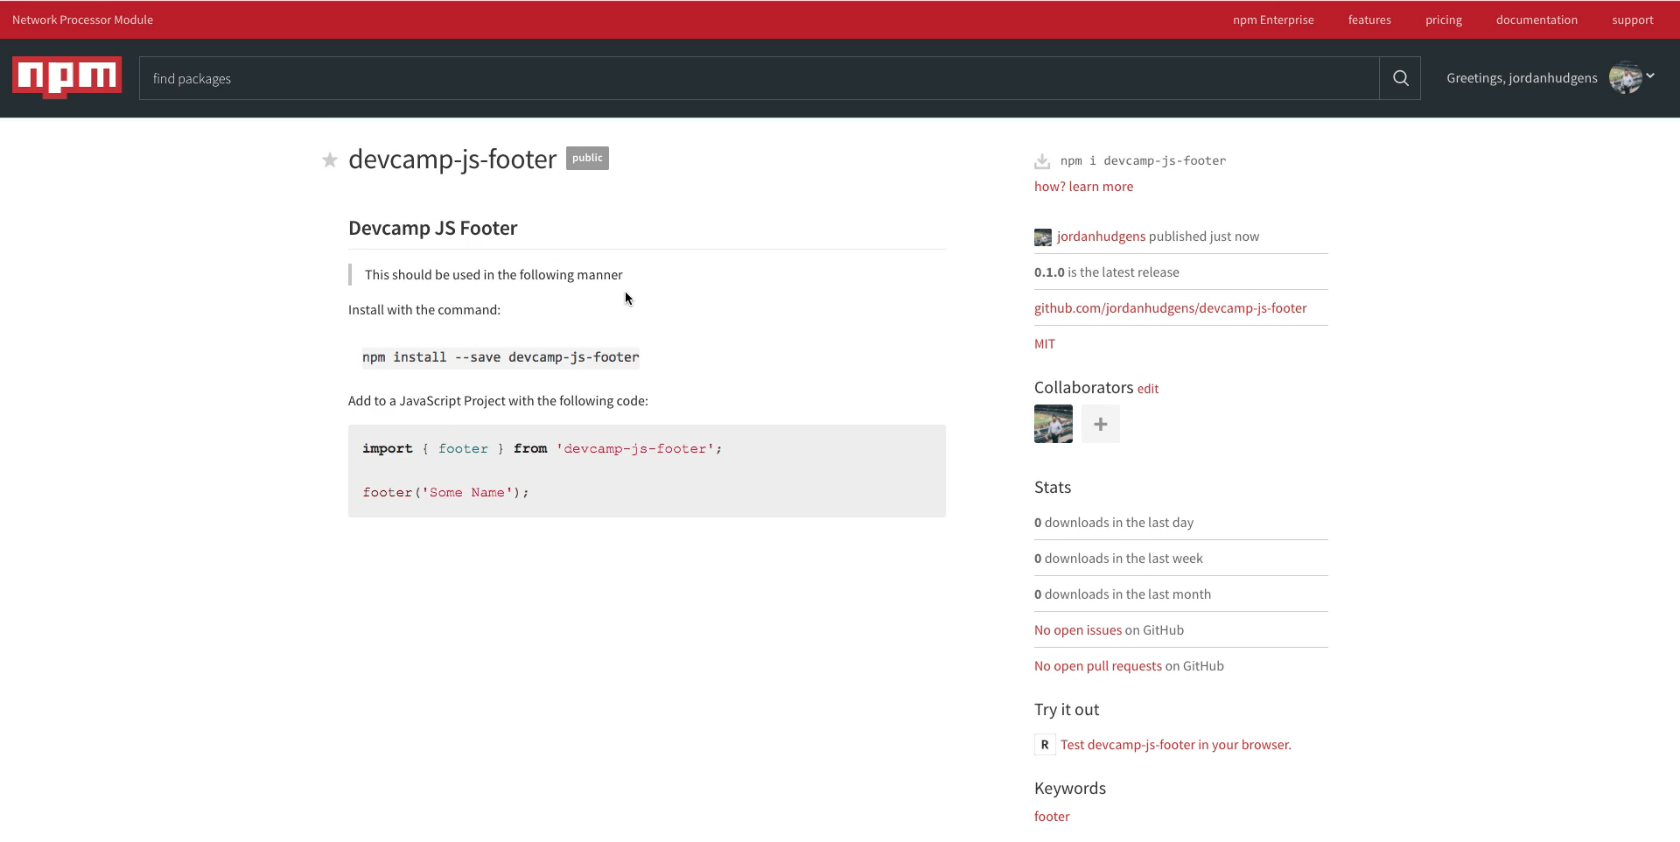 Network Processor Module
npm Enterprise features pricing documentation support
npm
find packages
Greetings, jordanhudgens
devcamp-js-footer public
Devcamp JS Footer
This should be used in the following manner
Install with the command:
npm install --save devcamp-js-footer
Add to a JavaScript Project with the following code:
import { footer } from 'devcamp-js-footer';
footer('Some Name');
npm i devcamp-js-footer
how? learn more
jordanhudgens published just now
0.1.0 is the latest release
github.com/jordanhudgens/devcamp-js-footer
MIT
Collaborators edit
+
Stats
0 downloads in the last day
0 downloads in the last week
0 downloads in the last month
No open issues on GitHub
No open pull requests on GitHub
Try it out
R Test devcamp-js-footer in your browser.
Keywords
footer